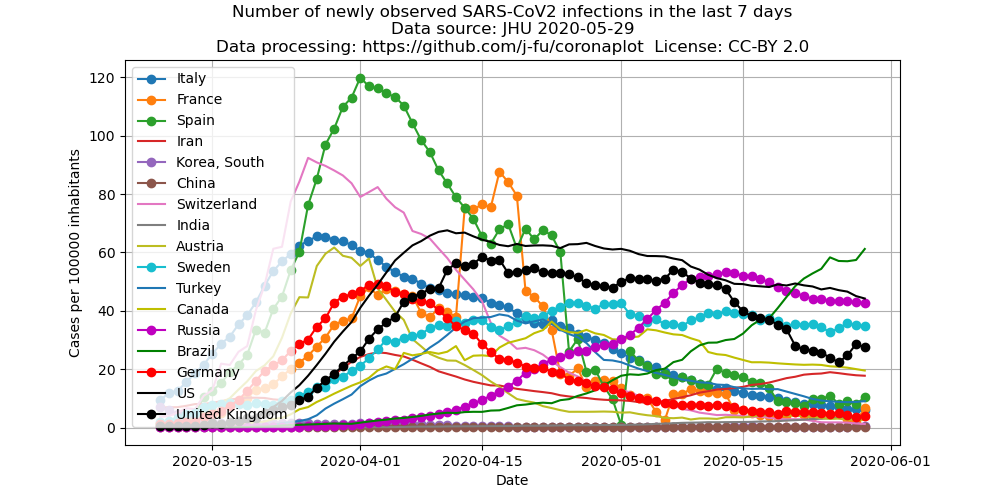 Number of newly observed SARS-CoV2 infections in the last 7 days
Data source: JHU 2020-05-29
Data processing: https://github.com/j-fu/coronaplot  License: CC-BY 2.0
120
100
80
60
40
20
0
Cases per 100000 inhabitants
Italy
France
Spain
Iran
Korea, South
China
Switzerland
India
Austria
Sweden
Turkey
Canada
Russia
Brazil
Germany
US
United Kingdom
2020-03-15
2020-04-01
2020-04-15
2020-05-01
2020-05-15
2020-06-01
Date